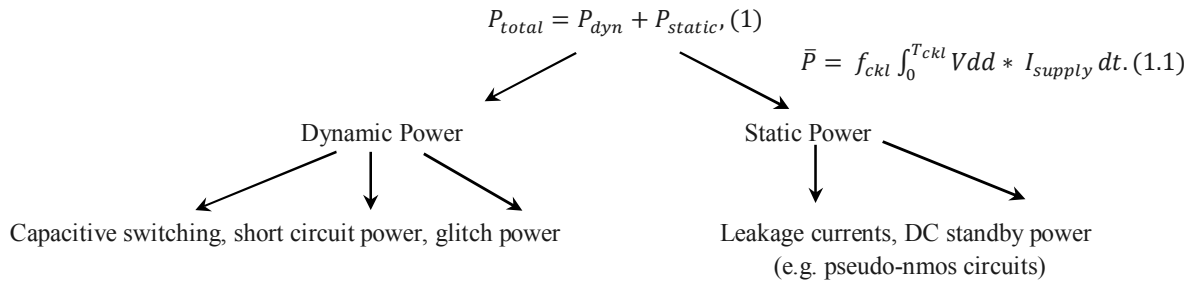 P_total = P_dyn + P_static, (1)
P̄ = f_ckl ∫_0^{T_ckl} Vdd ∗ I_supply dt. (1.1)
Dynamic Power
Static Power
Capacitive switching, short circuit power, glitch power
Leakage currents, DC standby power
(e.g. pseudo-nmos circuits)